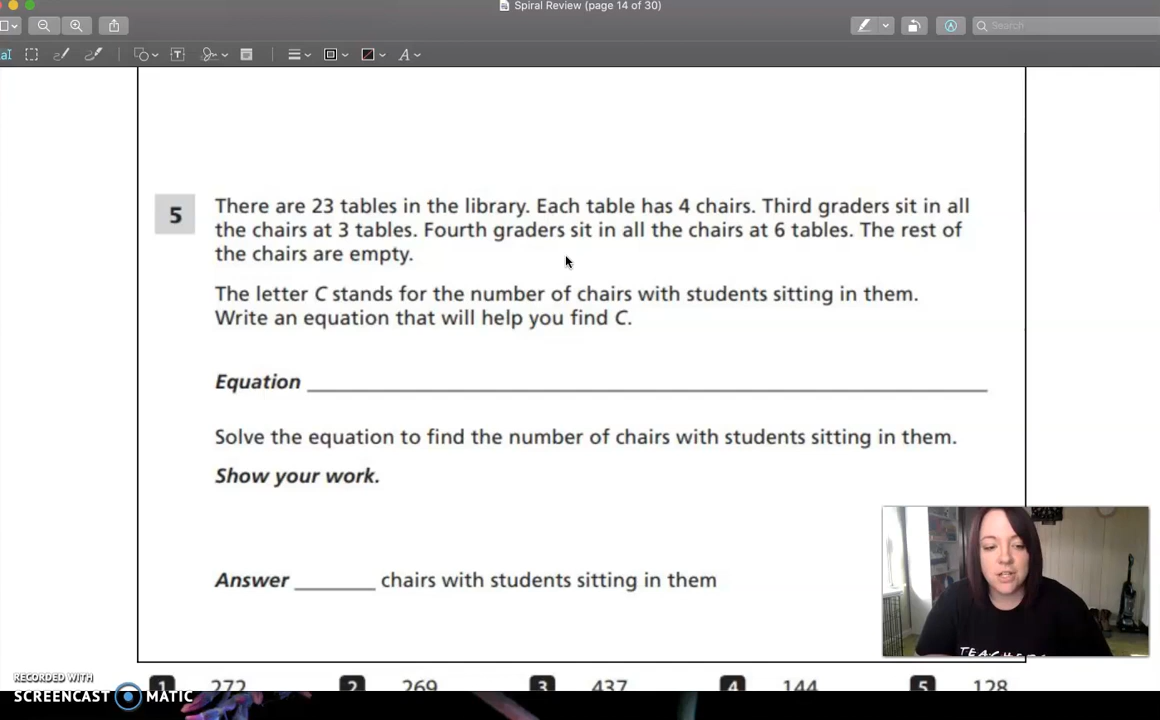 Spiral Review (page 14 of 30)
Search
5
There are 23 tables in the library. Each table has 4 chairs. Third graders sit in all
the chairs at 3 tables. Fourth graders sit in all the chairs at 6 tables. The rest of
the chairs are empty.
The letter C stands for the number of chairs with students sitting in them.
Write an equation that will help you find C.
Equation
Solve the equation to find the number of chairs with students sitting in them.
Show your work.
Answer ______ chairs with students sitting in them
RECORDED WITH
SCREENCAST MATIC
1 272 2 269 3 437 4 144 5 128